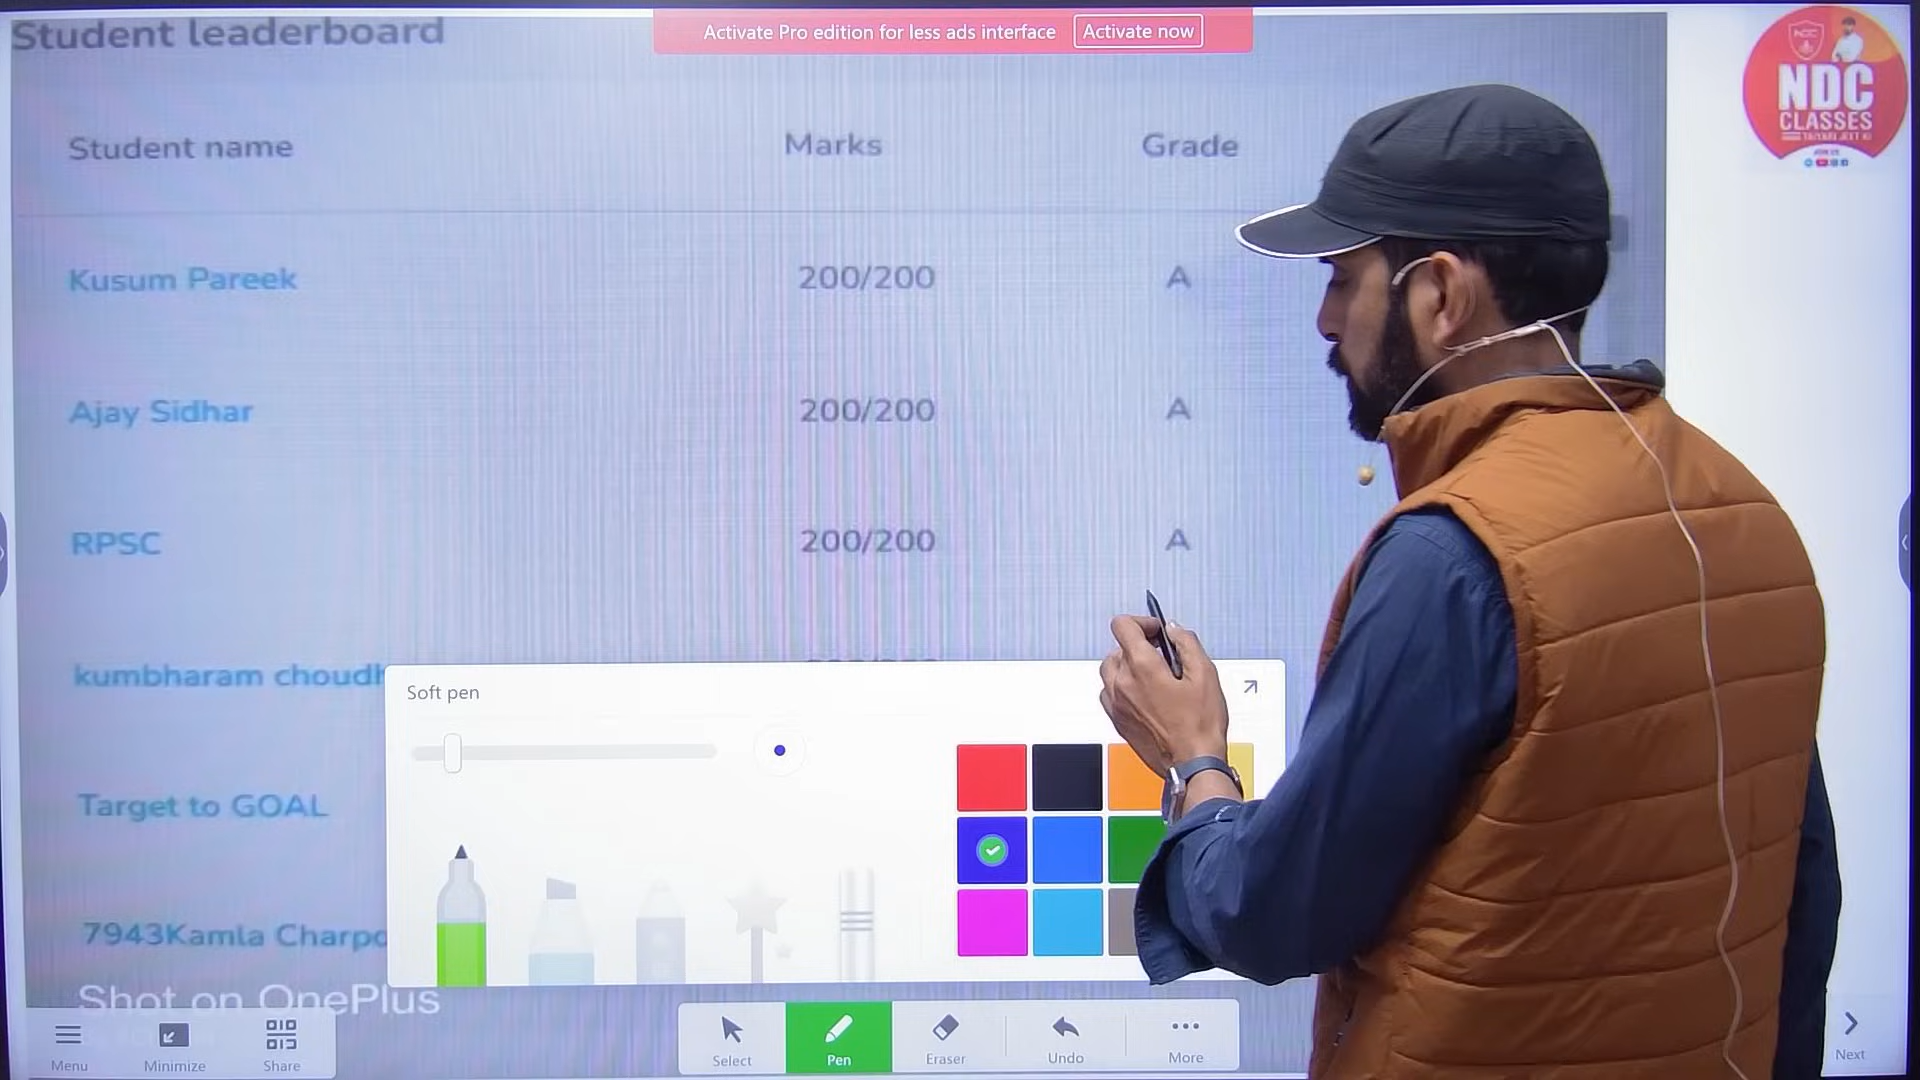 Student leaderboard
Activate Pro edition for less ads interface Activate now
NDC
CLASSES
Student name Marks Grade
Kusum Pareek 200/200 A
Ajay Sidhar 200/200 A
RPSC 200/200 A
kumbharam choudh
Soft pen
Target to GOAL
7943Kamla Charpo
Shot on OnePlus
Menu Minimize Share Select Pen Eraser Undo More Next